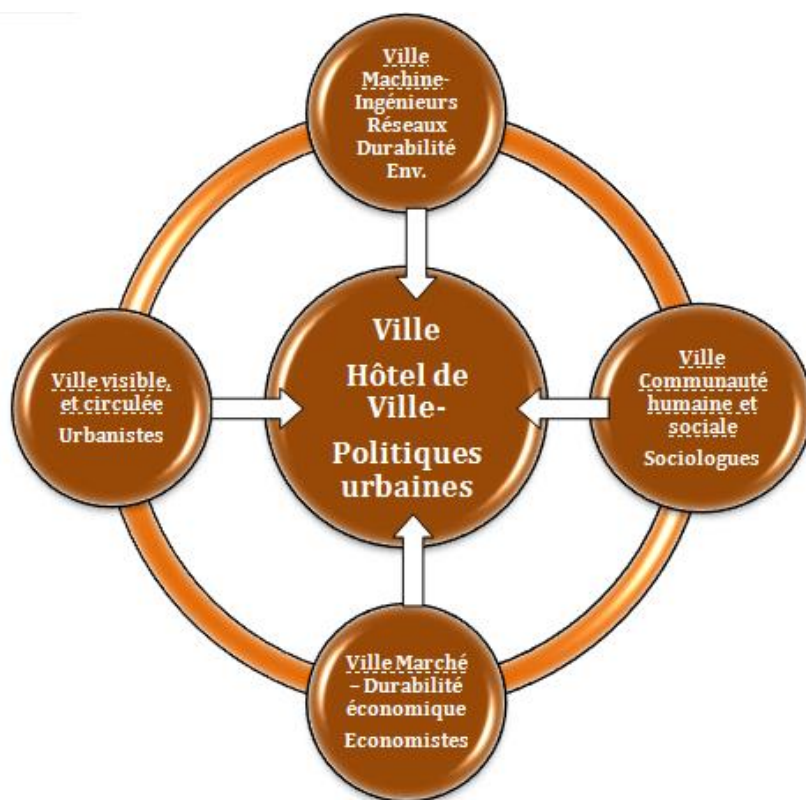 Ville
Machine-
Ingénieurs
Réseaux
Durabilité
Env.
Ville visible,
et circulée
Urbanistes
Ville
Hôtel de
Ville-
Politiques
urbaines
Ville
Communauté
humaine et
sociale
Sociologues
Ville Marché
– Durabilité
économique
Economistes